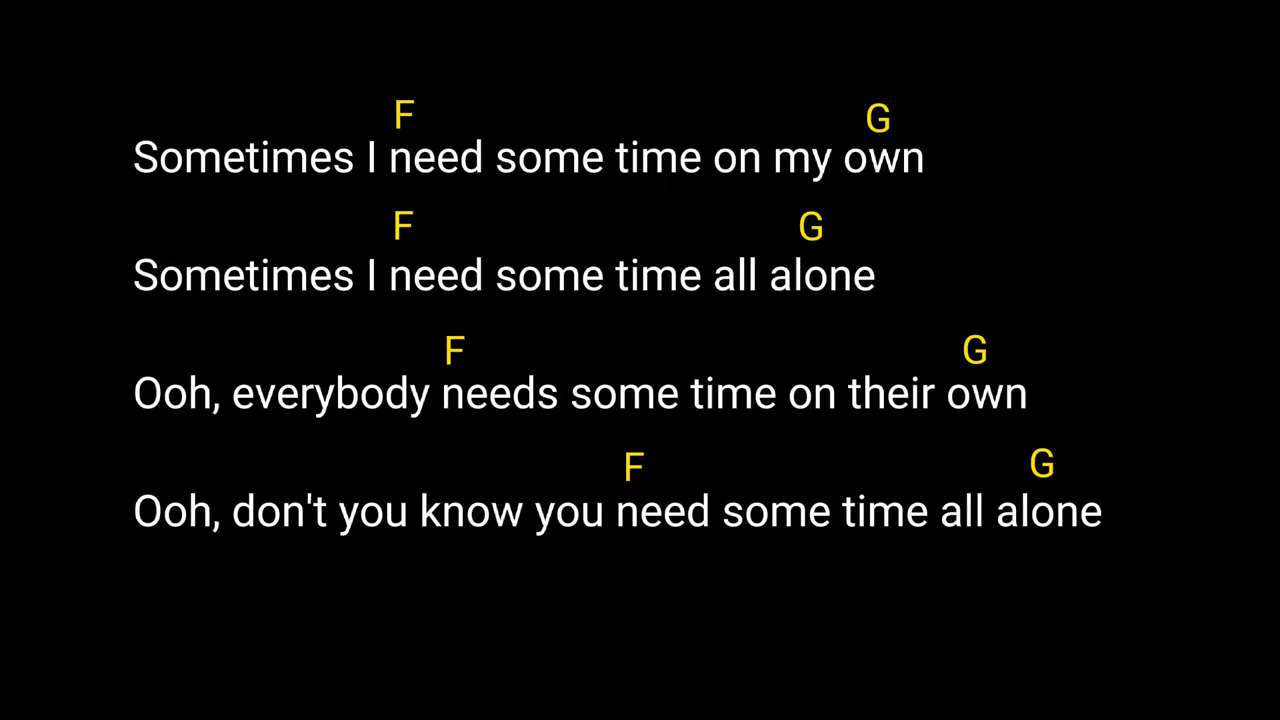 F G
Sometimes I need some time on my own
F G
Sometimes I need some time all alone
F G
Ooh, everybody needs some time on their own
F G
Ooh, don't you know you need some time all alone